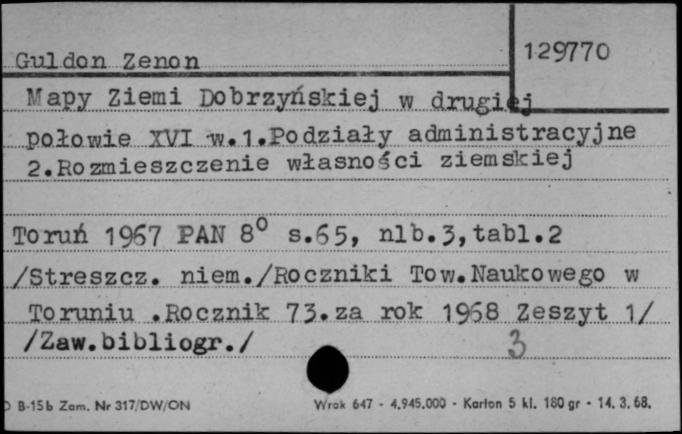 Guldon Zenon
129770
Mapy Ziemi Dobrzyńskiej w drugiej
połowie XVI w.1.Podziały administracyjne
2.Rozmieszczenie własności ziemskiej
Toruń 1967 PAN 8° s.65, nlb.3,tabl.2
/Streszcz. niem./Roczniki Tow.Naukowego w
Toruniu .Rocznik 73.za rok 1968 Zeszyt 1/
/Zaw.bibliogr./
3
B-15b Zam. Nr 317/DW/ON Wrak 647 - 4.945.000 - Karton 5 kl. 180 gr - 14. 3. 68.